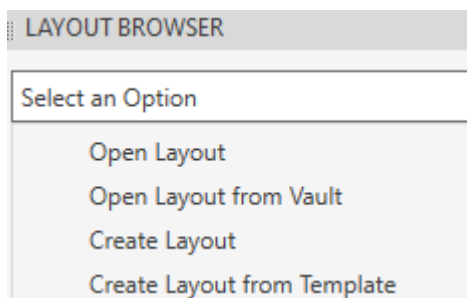 LAYOUT BROWSER
Select an Option
Open Layout
Open Layout from Vault
Create Layout
Create Layout from Template